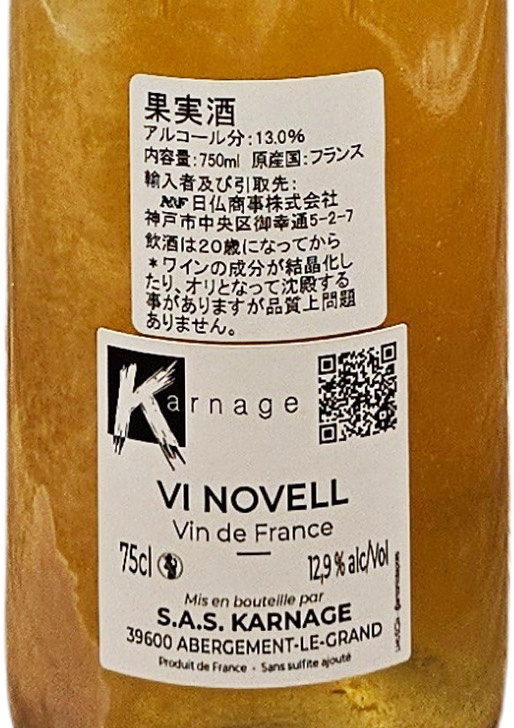 果実酒
アルコール分:13.0%
内容量:750ml 原産国:フランス
輸入者及び引取先:
日仏商事株式会社
神戸市中央区御幸通5-2-7
飲酒は20歳になってから
*ワインの成分が結晶化し
たり、オリとなって沈殿する
事がありますが品質上問題
ありません。
Karnage
VI NOVELL
Vin de France
75cl
12,9% alc/Vol
Mis en bouteille par
S.A.S. KARNAGE
39600 ABERGEMENT-LE-GRAND
Produit de France - Sans sulfite ajouté